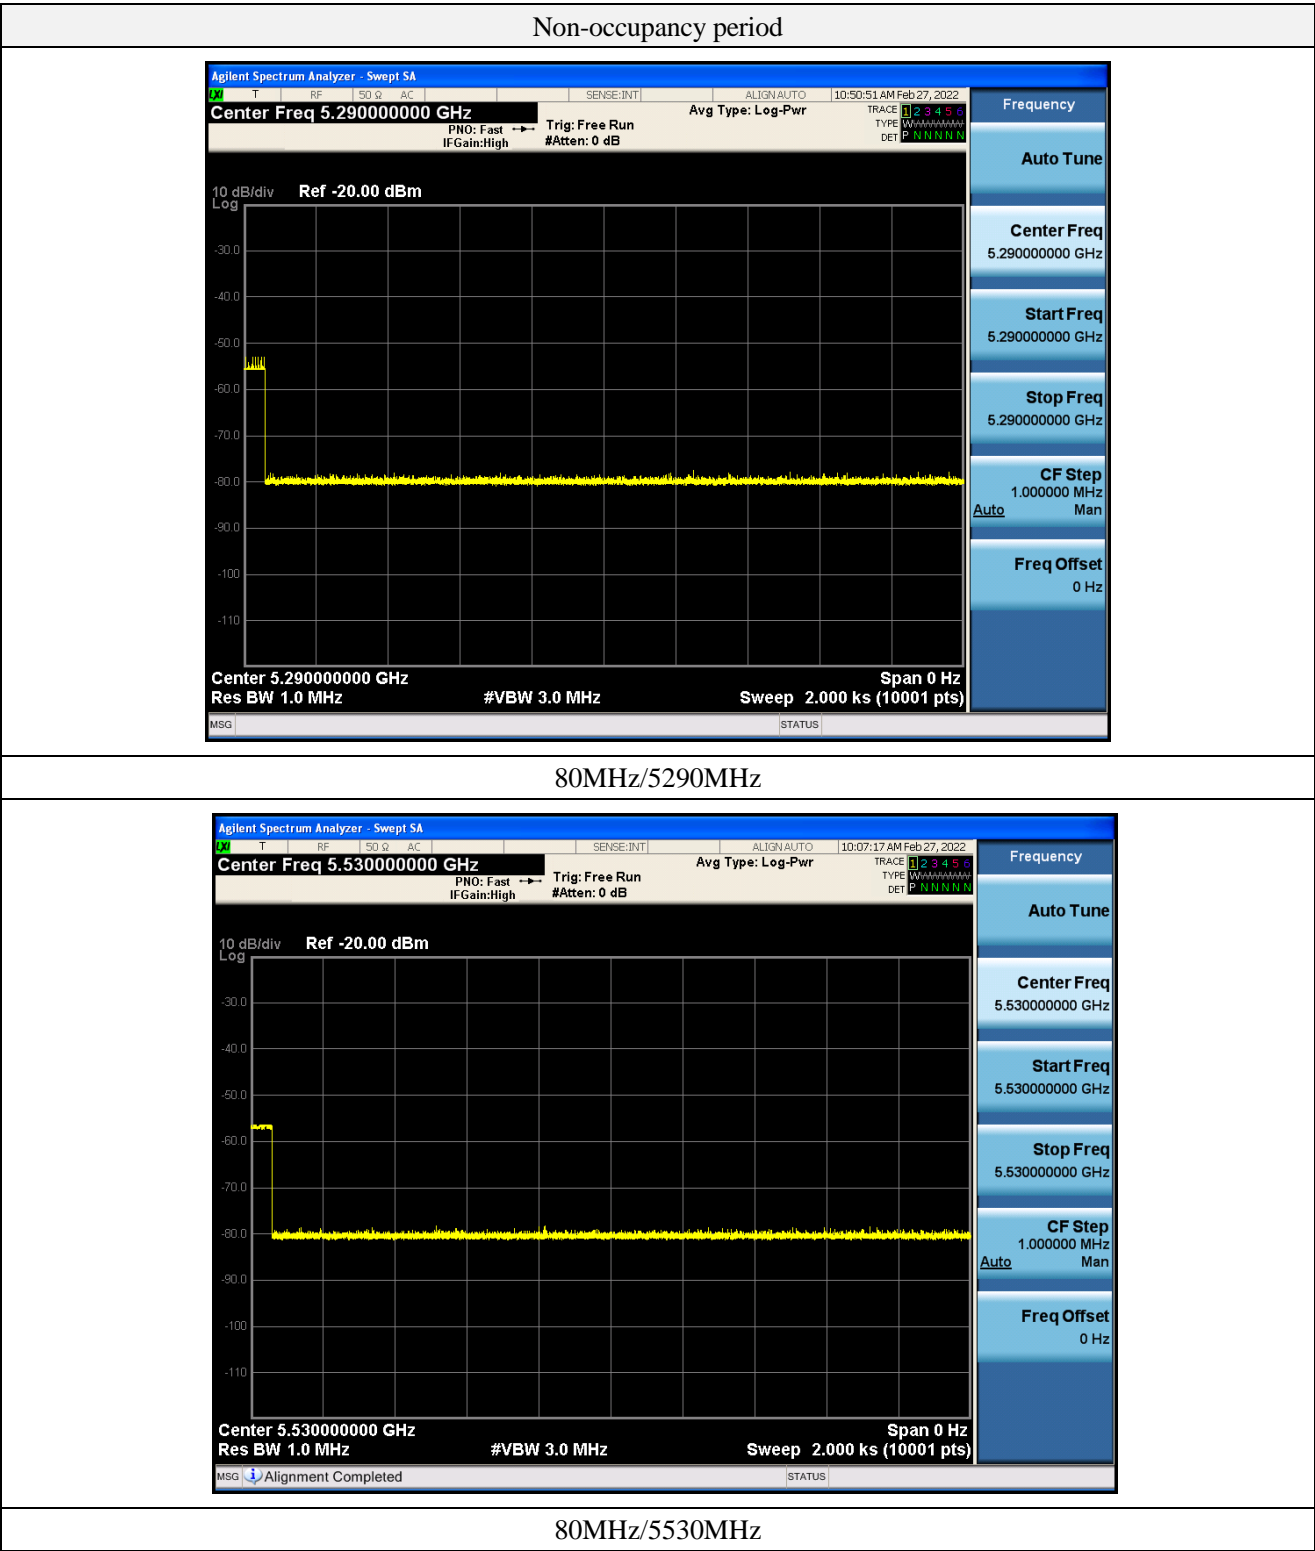 Non-occupancy period
Agilent Spectrum Analyzer - Swept SA
LXI T RF 50 Ω AC SENSE:INT ALIGN AUTO 10:50:51 AM Feb 27, 2022
Center Freq 5.290000000 GHz
PNO: Fast
IFGain:High
Trig: Free Run
#Atten: 0 dB
Avg Type: Log-Pwr
TRACE 1 2 3 4 5 6
TYPE WWWWWW
DET P N N N N N
10 dB/div Ref -20.00 dBm
Log
-30.0
-40.0
-50.0
-60.0
-70.0
-80.0
-90.0
-100
-110
Center 5.290000000 GHz Span 0 Hz
Res BW 1.0 MHz #VBW 3.0 MHz Sweep 2.000 ks (10001 pts)
MSG STATUS
Frequency
Auto Tune
Center Freq
5.290000000 GHz
Start Freq
5.290000000 GHz
Stop Freq
5.290000000 GHz
CF Step
1.000000 MHz
Auto Man
Freq Offset
0 Hz
80MHz/5290MHz
Agilent Spectrum Analyzer - Swept SA
LXI T RF 50 Ω AC SENSE:INT ALIGN AUTO 10:07:17 AM Feb 27, 2022
Center Freq 5.530000000 GHz
PNO: Fast
IFGain:High
Trig: Free Run
#Atten: 0 dB
Avg Type: Log-Pwr
TRACE 1 2 3 4 5 6
TYPE WWWWWW
DET P N N N N N
10 dB/div Ref -20.00 dBm
Log
-30.0
-40.0
-50.0
-60.0
-70.0
-80.0
-90.0
-100
-110
Center 5.530000000 GHz Span 0 Hz
Res BW 1.0 MHz #VBW 3.0 MHz Sweep 2.000 ks (10001 pts)
MSG Alignment Completed STATUS
Frequency
Auto Tune
Center Freq
5.530000000 GHz
Start Freq
5.530000000 GHz
Stop Freq
5.530000000 GHz
CF Step
1.000000 MHz
Auto Man
Freq Offset
0 Hz
80MHz/5530MHz